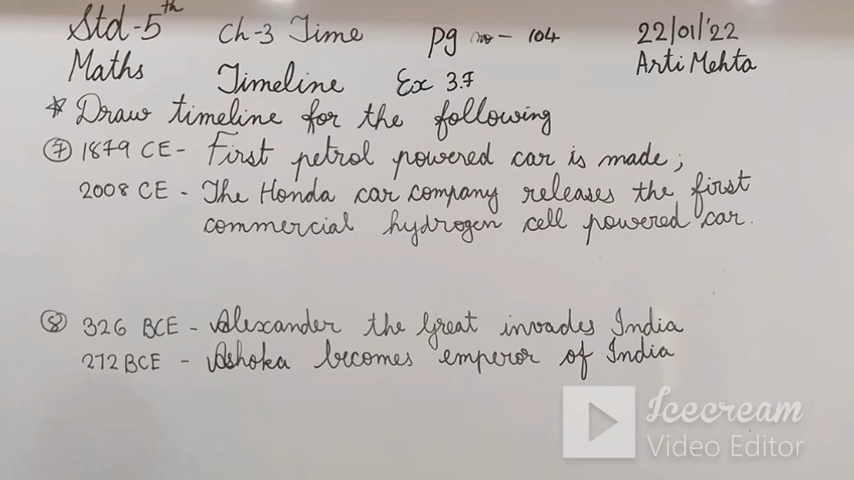 Std-5th Ch-3 Time Pg no - 104 22/01/'22
Maths Timeline Ex 3.7 Arti Mehta
* Draw timeline for the following
7 1879 CE - First petrol powered car is made;
2008 CE - The Honda car company releases the first
commercial hydrogen cell powered car.
8 326 BCE - Alexander the Great invades India
272 BCE - Ashoka becomes emperor of India
Icecream
Video Editor